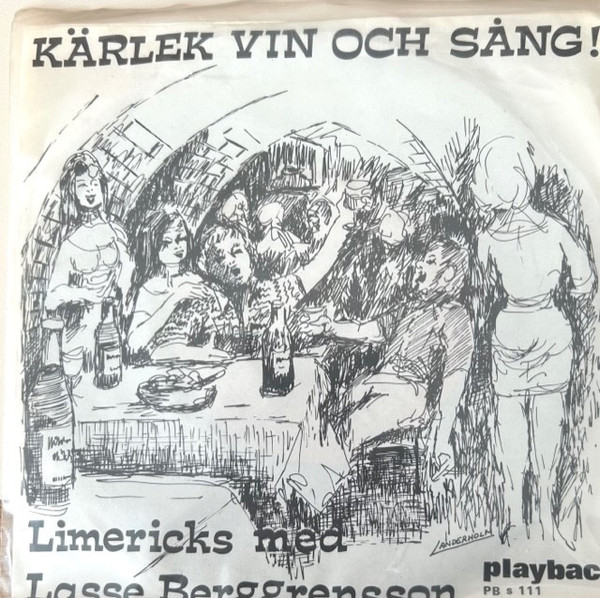 KÄRLEK VIN OCH SÅNG!
Limericks med
LANDERHOLM
Lasse Berggrensson
playbac
PB s 111